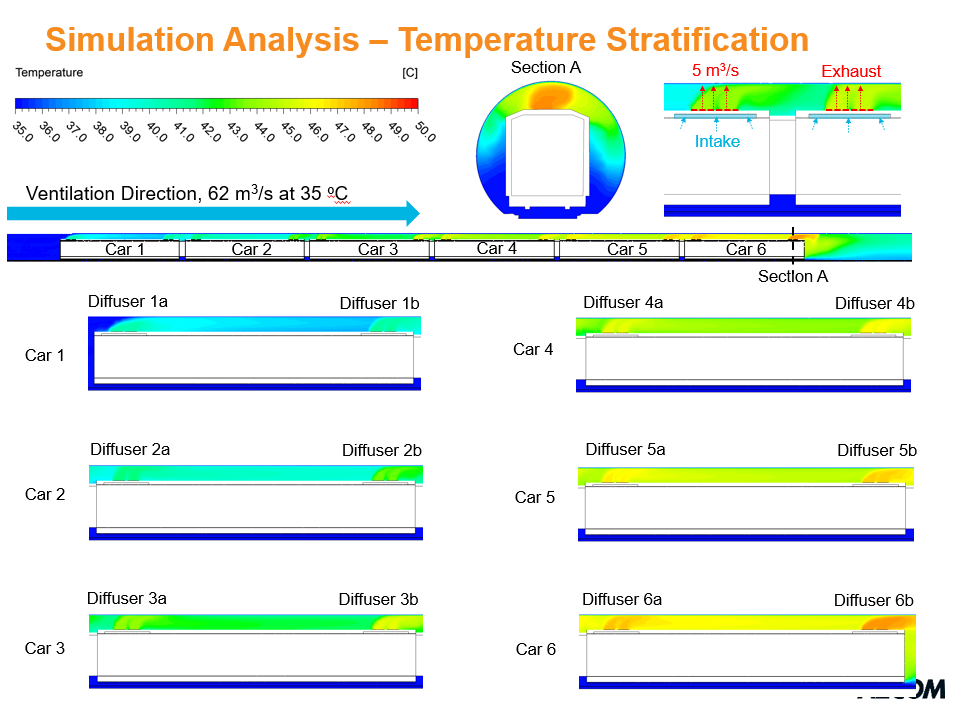 Simulation Analysis – Temperature Stratification
Temperature [C]
35.0 36.0 37.0 38.0 39.0 40.0 41.0 42.0 43.0 44.0 45.0 46.0 47.0 48.0 49.0 50.0
Section A
5 m³/s Exhaust
Intake
Ventilation Direction, 62 m³/s at 35 ºC
Car 1 Car 2 Car 3 Car 4 Car 5 Car 6
Section A
Diffuser 1a Diffuser 1b
Car 1
Diffuser 4a Diffuser 4b
Car 4
Diffuser 2a Diffuser 2b
Car 2
Diffuser 5a Diffuser 5b
Car 5
Diffuser 3a Diffuser 3b
Car 3
Diffuser 6a Diffuser 6b
Car 6